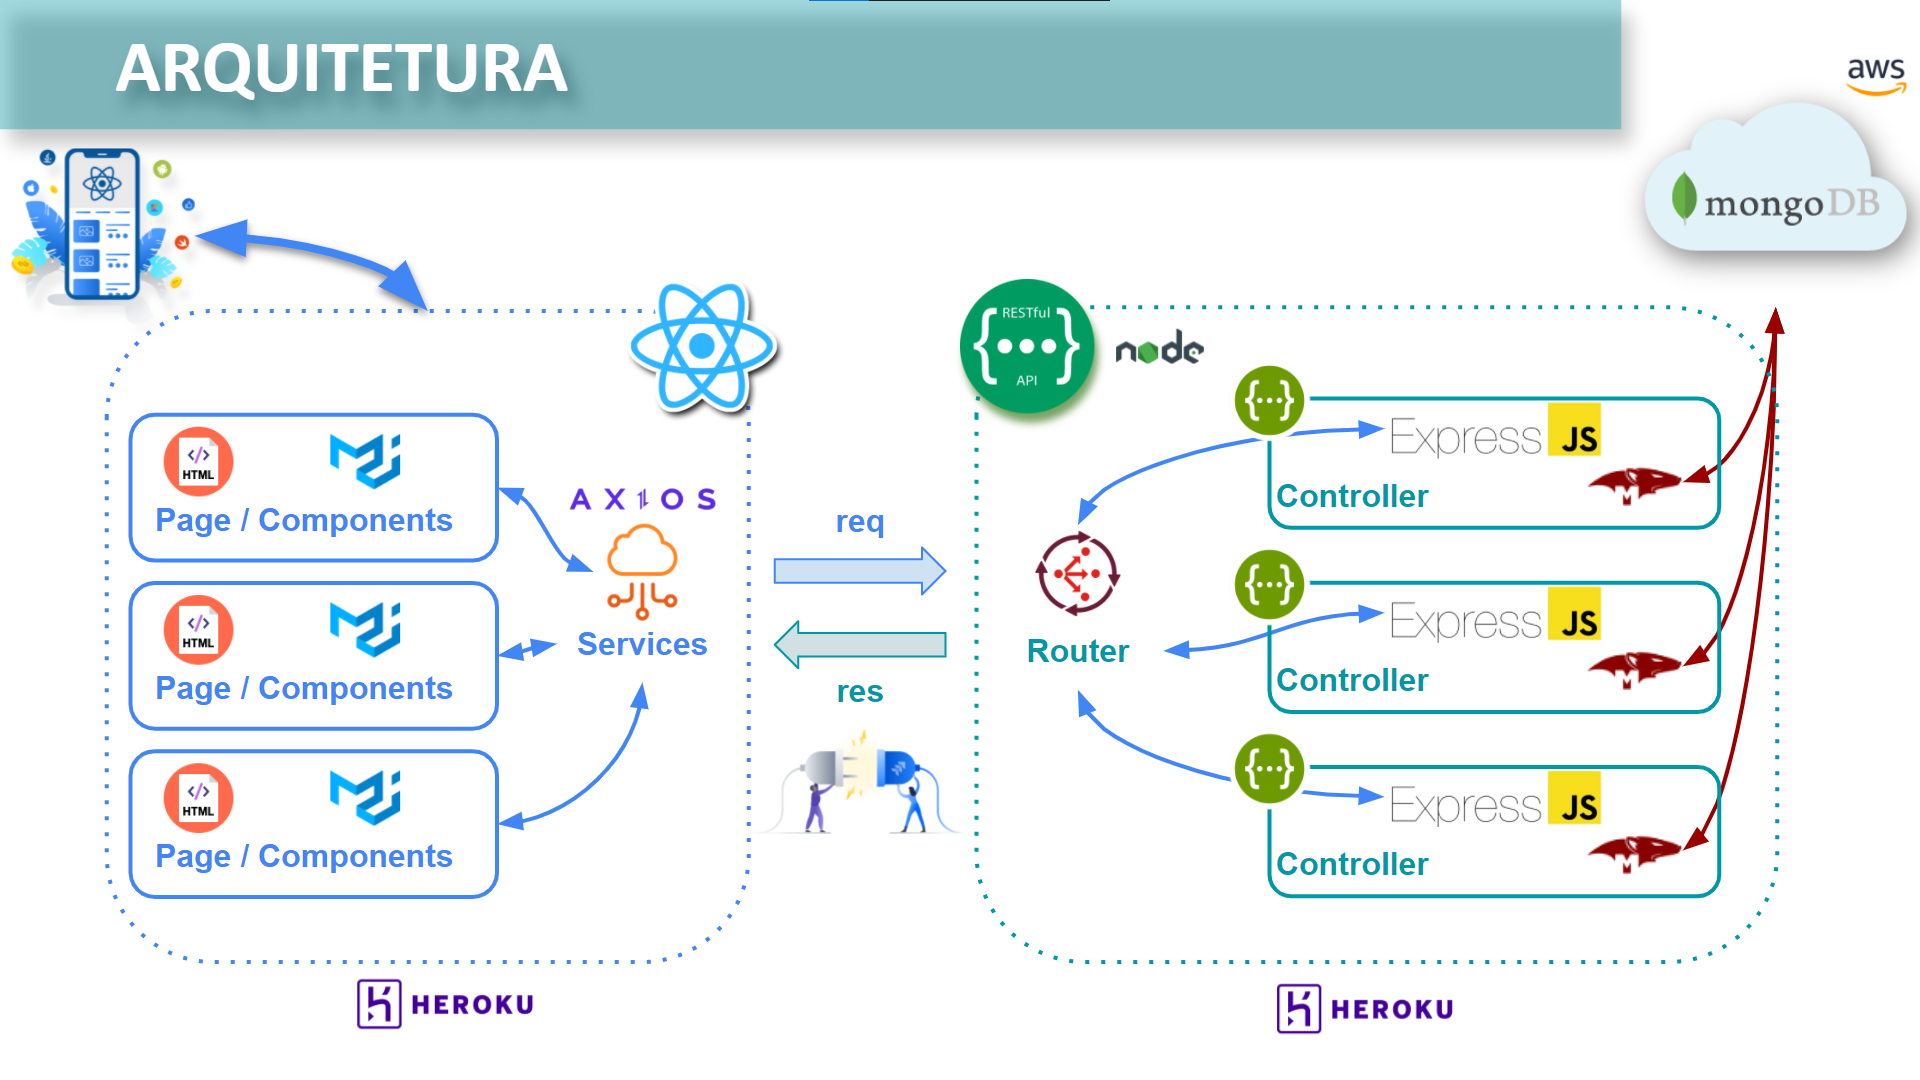 ARQUITETURA
aws
mongoDB
RESTful
API
node
HTML
Page / Components
HTML
Page / Components
HTML
Page / Components
AXIOS
Services
req
res
Router
Express
JS
M
Controller
Express
JS
M
Controller
Express
JS
M
Controller
HEROKU
HEROKU